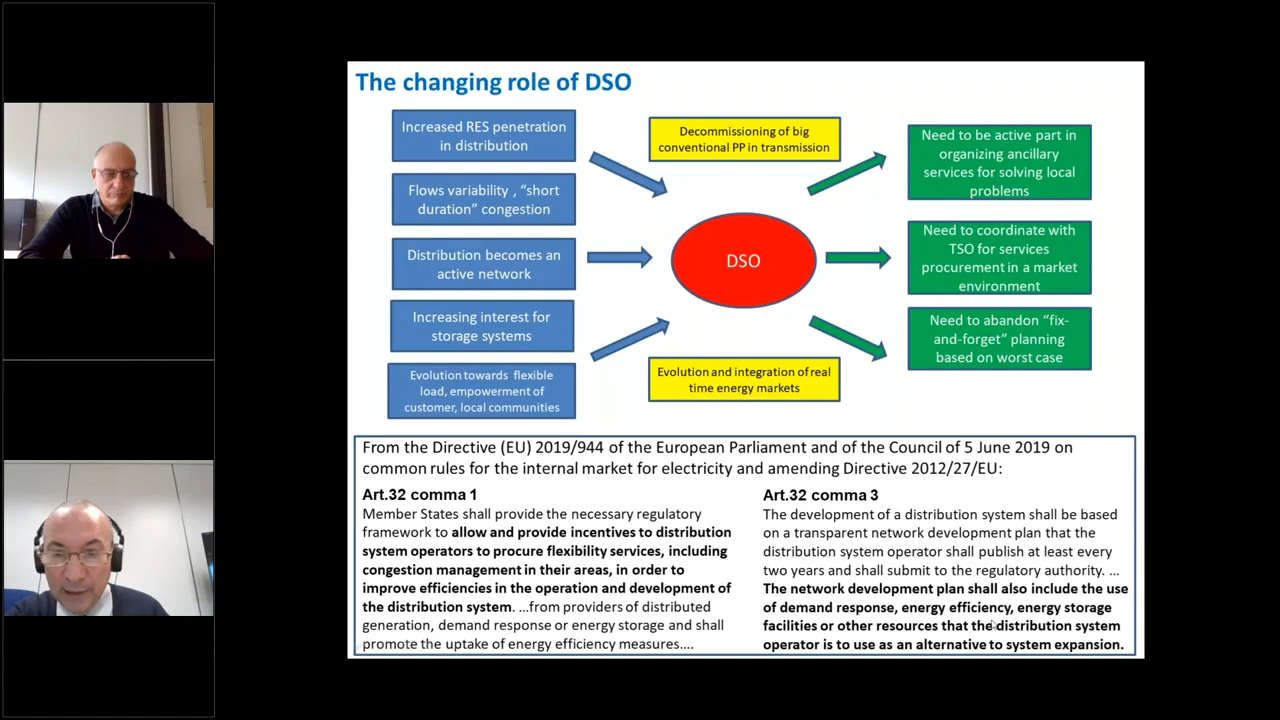 The changing role of DSO
Increased RES penetration
in distribution
Flows variability , “short
duration” congestion
Distribution becomes an
active network
Increasing interest for
storage systems
Evolution towards flexible
load, empowerment of
customer, local communities
Decommissioning of big
conventional PP in transmission
DSO
Evolution and integration of real
time energy markets
Need to be active part in
organizing ancillary
services for solving local
problems
Need to coordinate with
TSO for services
procurement in a market
environment
Need to abandon “fix-
and-forget” planning
based on worst case
From the Directive (EU) 2019/944 of the European Parliament and of the Council of 5 June 2019 on
common rules for the internal market for electricity and amending Directive 2012/27/EU:
Art.32 comma 1
Member States shall provide the necessary regulatory
framework to allow and provide incentives to distribution
system operators to procure flexibility services, including
congestion management in their areas, in order to
improve efficiencies in the operation and development of
the distribution system. ...from providers of distributed
generation, demand response or energy storage and shall
promote the uptake of energy efficiency measures....
Art.32 comma 3
The development of a distribution system shall be based
on a transparent network development plan that the
distribution system operator shall publish at least every
two years and shall submit to the regulatory authority. ...
The network development plan shall also include the use
of demand response, energy efficiency, energy storage
facilities or other resources that the distribution system
operator is to use as an alternative to system expansion.